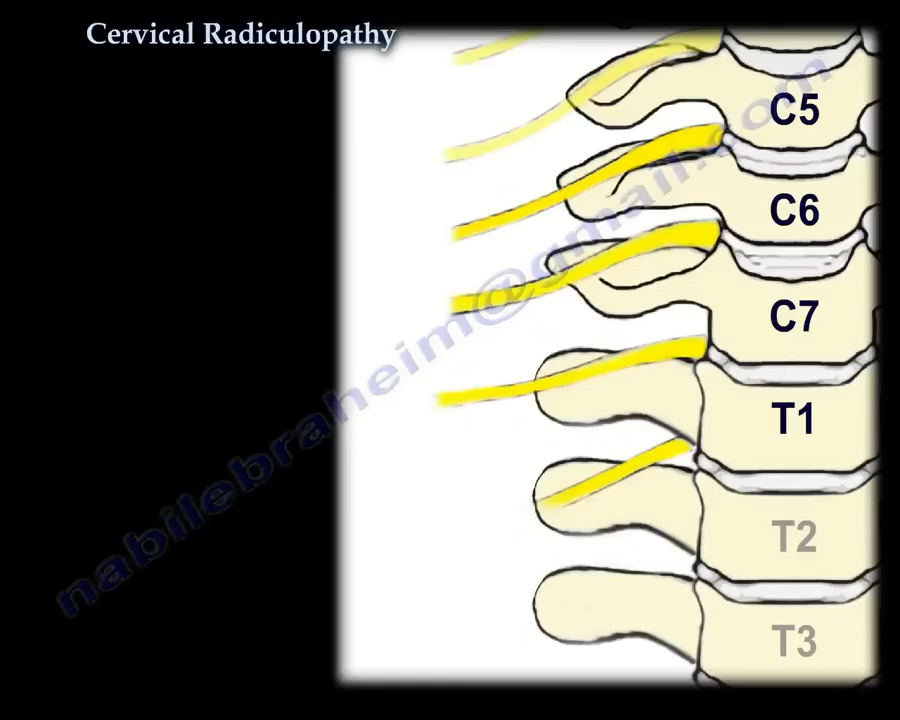 Cervical Radiculopathy
C5
C6
C7
T1
T2
T3
nabilebraheim@gmail.com